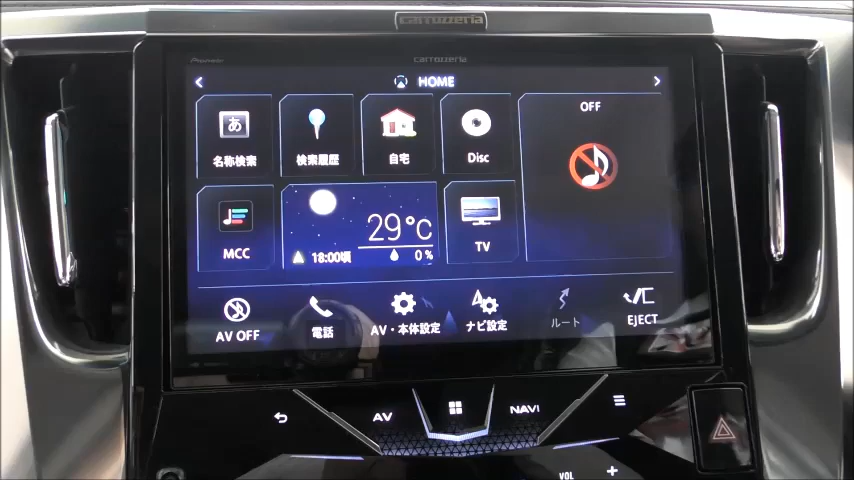 carrozzeria
Pioneer
carrozzeria
HOME
あ
名称検索
検索履歴
自宅
Disc
OFF
MCC
29℃
18:00頃
0%
TV
AV OFF
電話
AV・本体設定
ナビ設定
ルート
EJECT
AV
NAVI
VOL
+